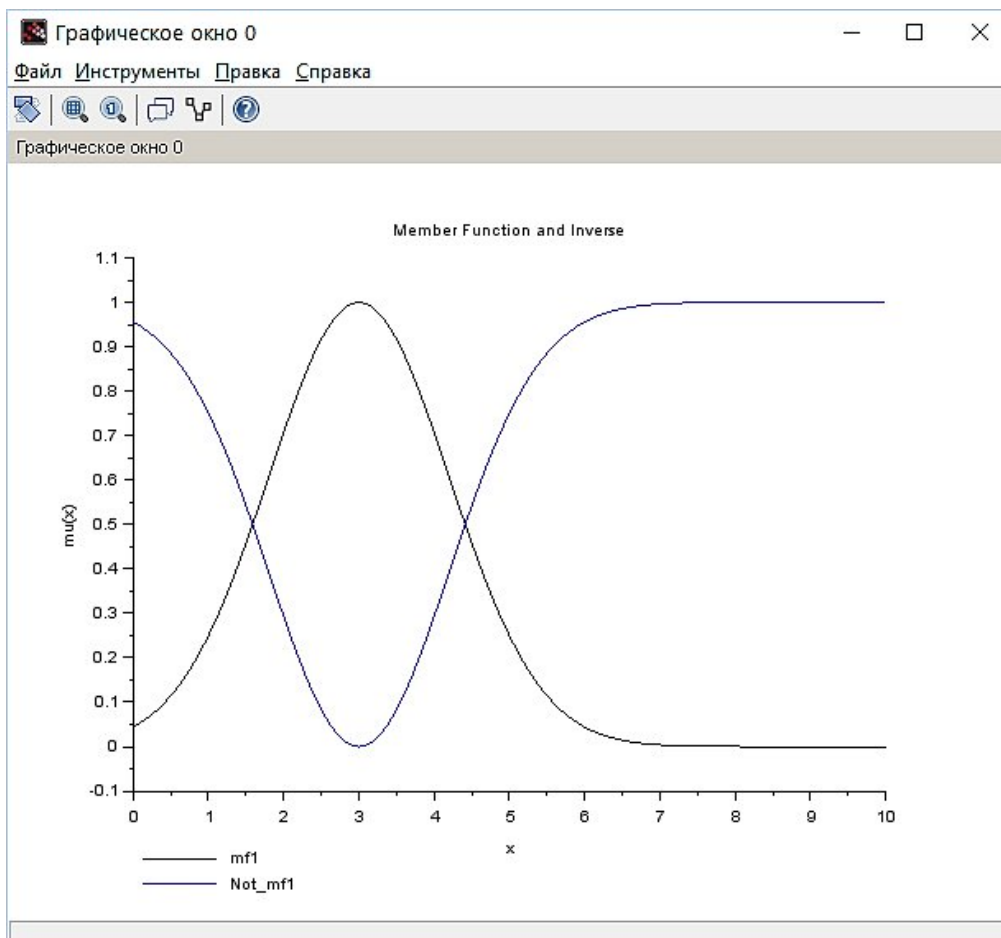 Графическое окно 0
Файл Инструменты Правка Справка
Графическое окно 0
Member Function and Inverse
1.1
1
0.9
0.8
0.7
0.6
0.5
0.4
0.3
0.2
0.1
0
-0.1
mu(x)
0 1 2 3 4 5 6 7 8 9 10
x
mf1
Not_mf1